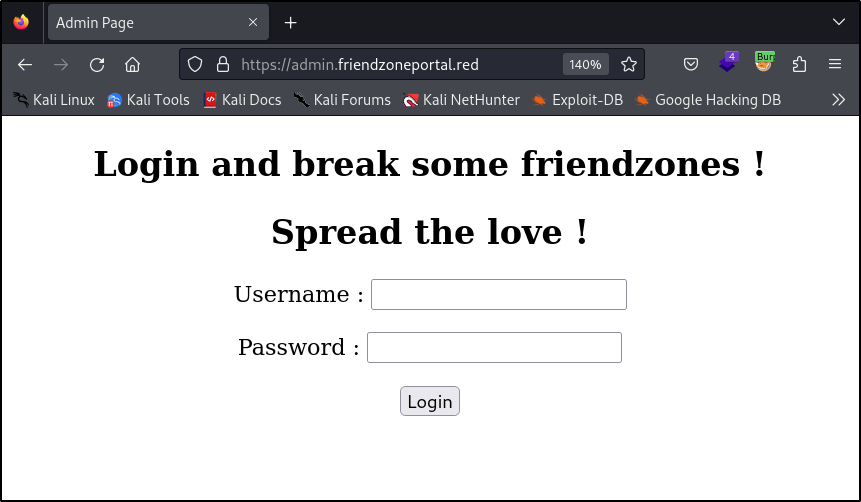 Admin Page
https://admin.friendzoneportal.red 140% 4 Burp
Kali Linux Kali Tools Kali Docs Kali Forums Kali NetHunter Exploit-DB Google Hacking DB
Login and break some friendzones !
Spread the love !
Username :
Password :
Login